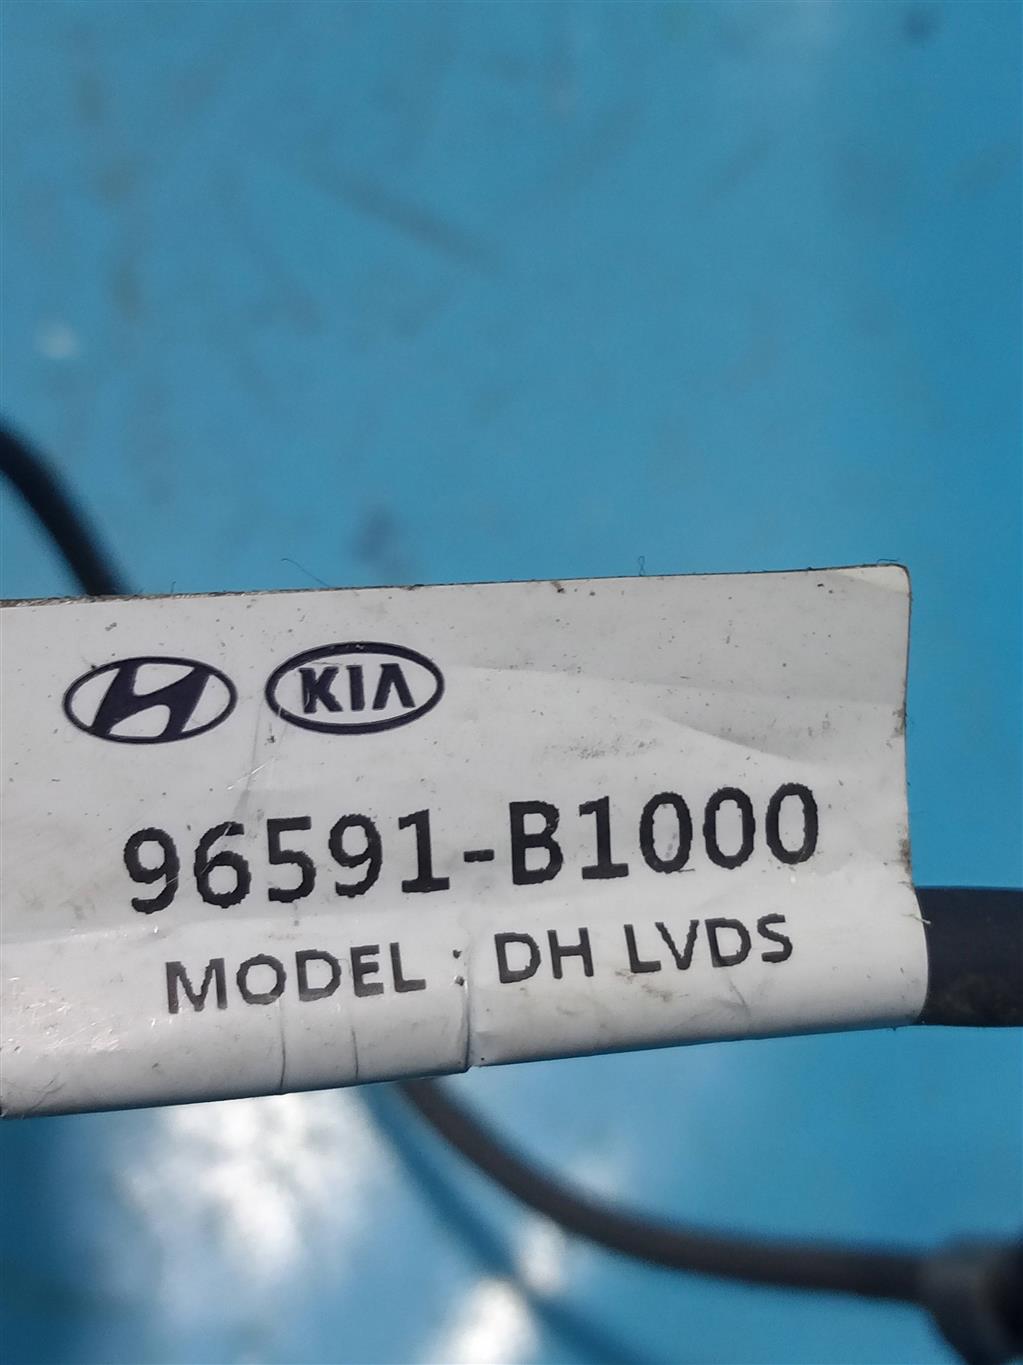 KIA
96591-B1000
MODEL : DH LVDS